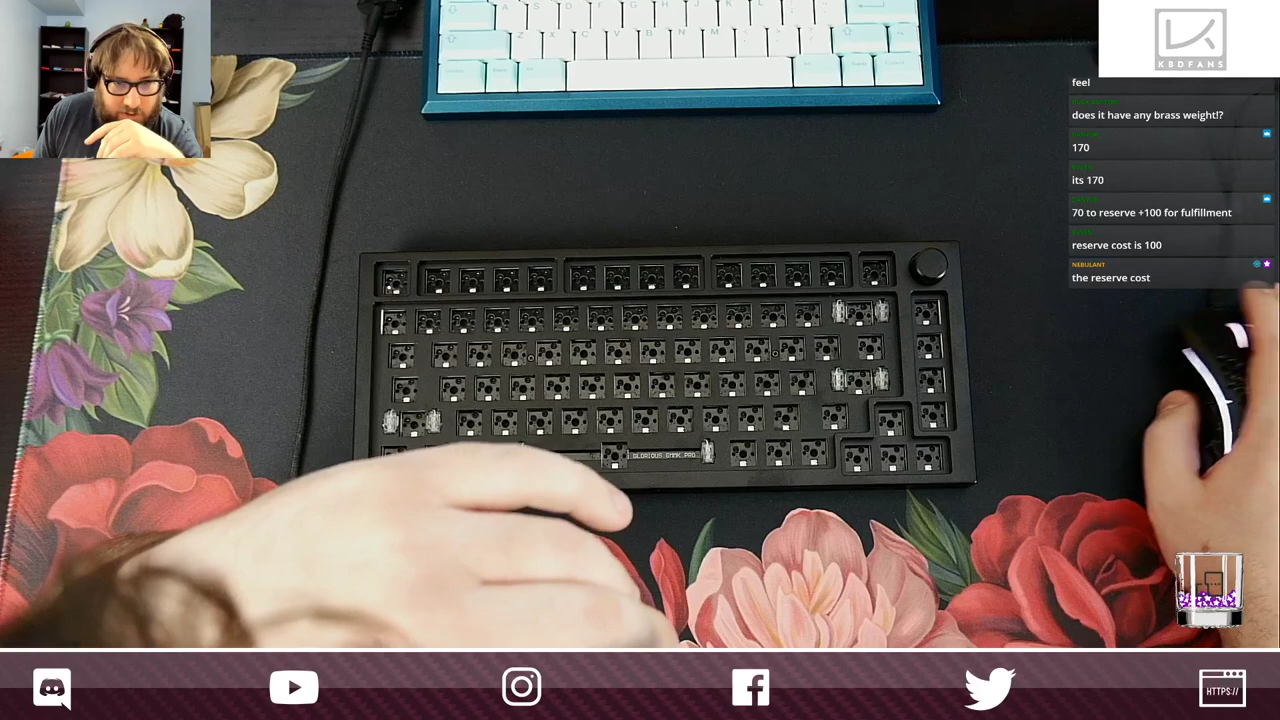 KBDFANS
feel
does it have any brass weight!?
170
its 170
70 to reserve +100 for fulfillment
reserve cost is 100
NEBULANT
the reserve cost
A S D F G H J K L
Z X C V B N M
GLORIOUS GMMK PRO
HTTPS://